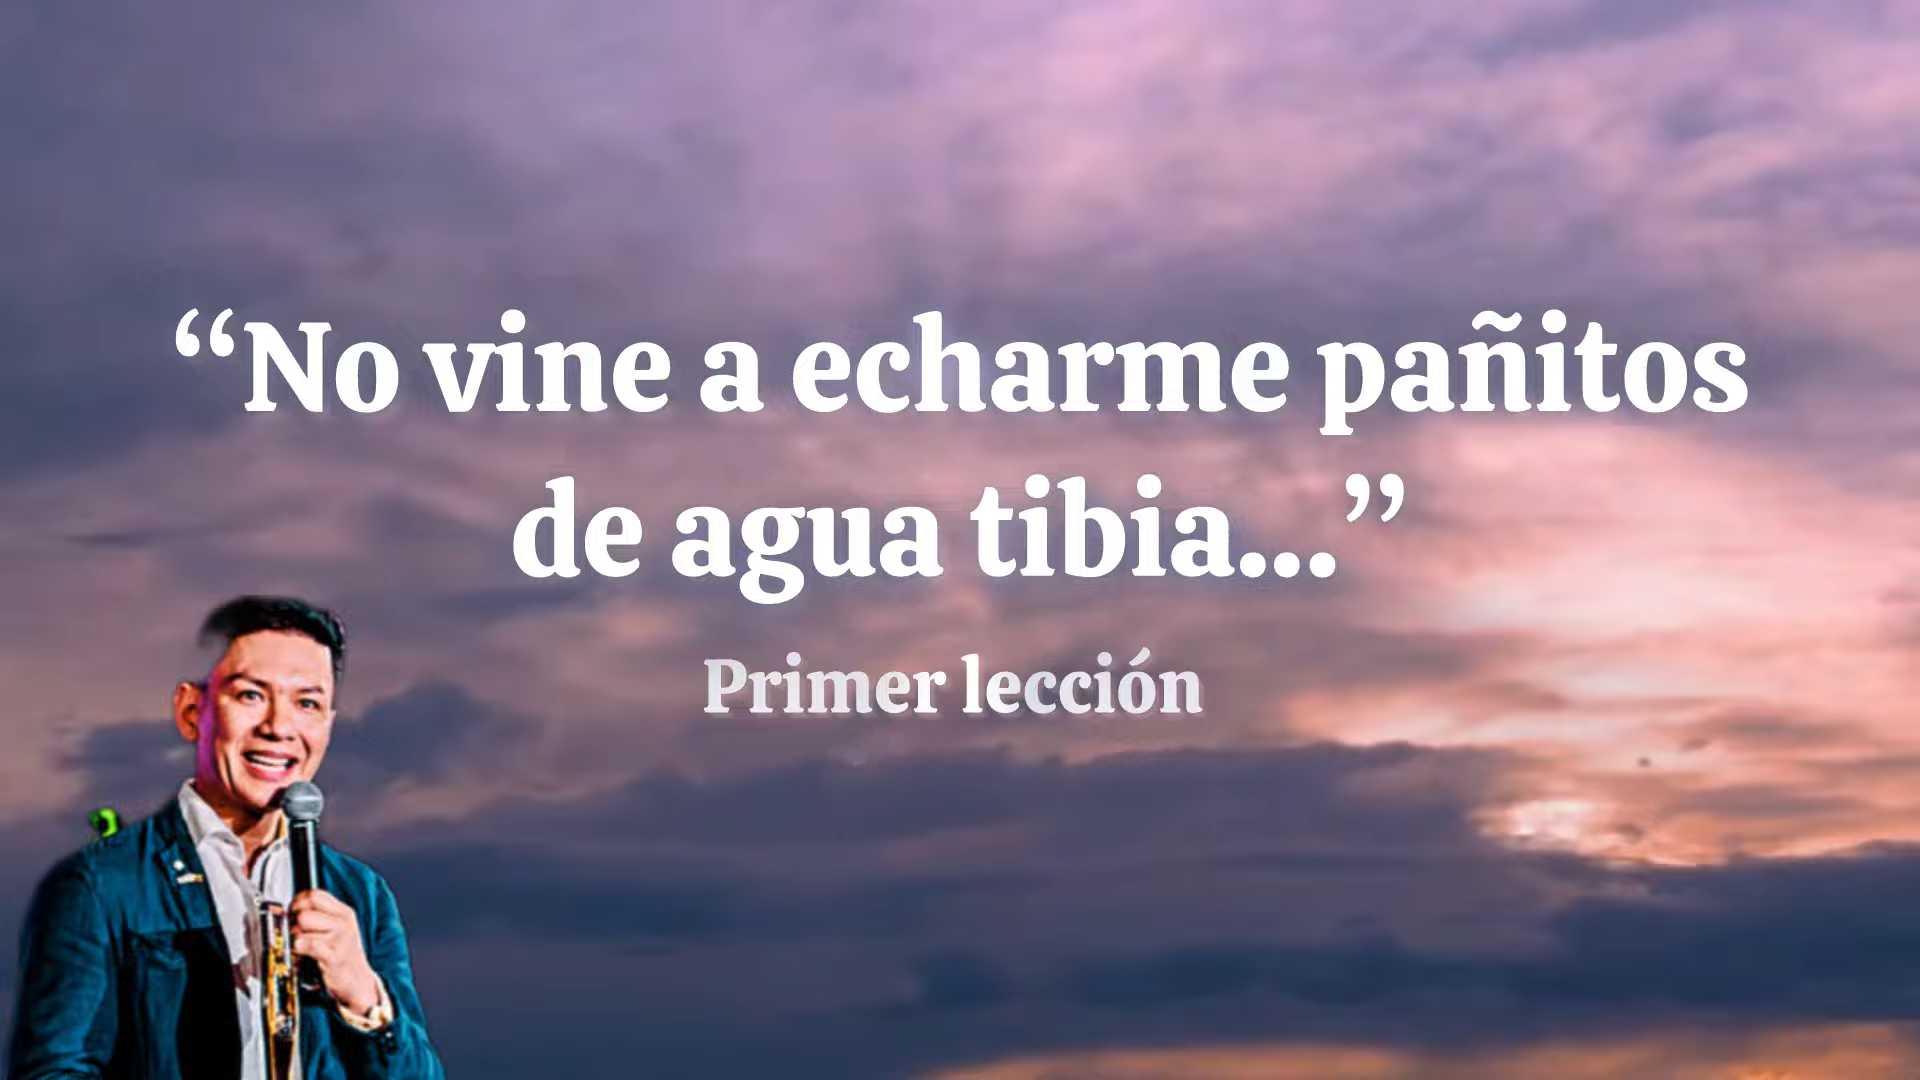 “No vine a echarme pañitos
de agua tibia...”
Primer lección